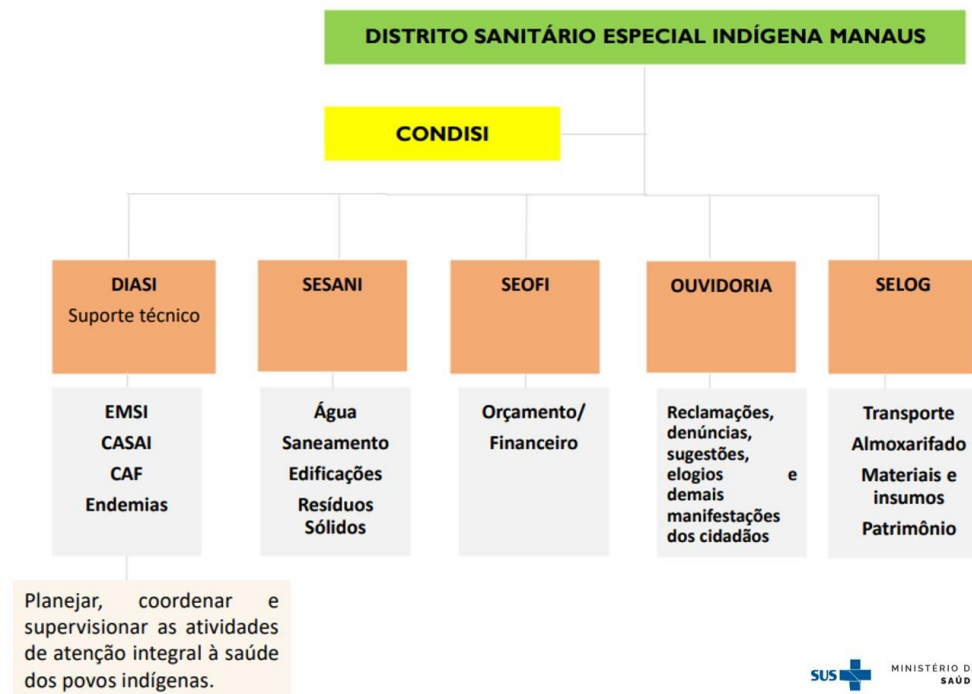 DISTRITO SANITÁRIO ESPECIAL INDÍGENA MANAUS
CONDISI
DIASI
Suporte técnico
EMSI
CASAI
CAF
Endemias
Planejar, coordenar e
supervisionar as atividades
de atenção integral à saúde
dos povos indígenas.
SESANI
Água
Saneamento
Edificações
Resíduos
Sólidos
SEOFI
Orçamento/
Financeiro
OUVIDORIA
Reclamações,
denúncias,
sugestões,
elogios e
demais
manifestações
dos cidadãos
SELOG
Transporte
Almoxarifado
Materiais e
insumos
Patrimônio
SUS
MINISTÉRIO D
SAÚD